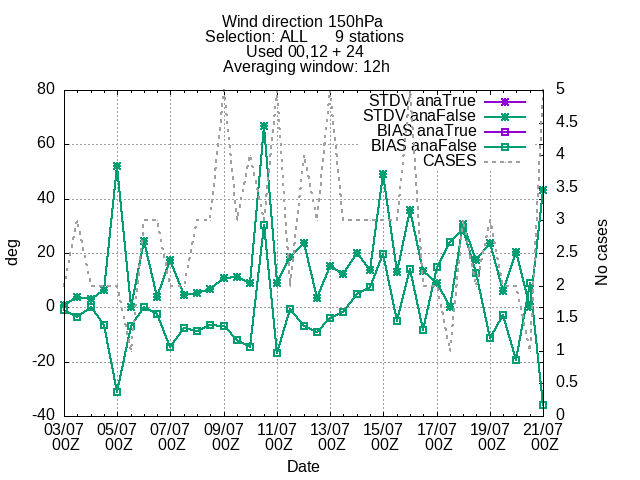 Wind direction 150hPa
Selection: ALL 9 stations
Used 00,12 + 24
Averaging window: 12h
STDV anaTrue
STDV anaFalse
BIAS anaTrue
BIAS anaFalse
CASES
80
60
40
20
0
-20
-40
deg
5
4.5
4
3.5
3
2.5
2
1.5
1
0.5
0
No cases
03/07 05/07 07/07 09/07 11/07 13/07 15/07 17/07 19/07 21/07
00Z 00Z 00Z 00Z 00Z 00Z 00Z 00Z 00Z 00Z
Date